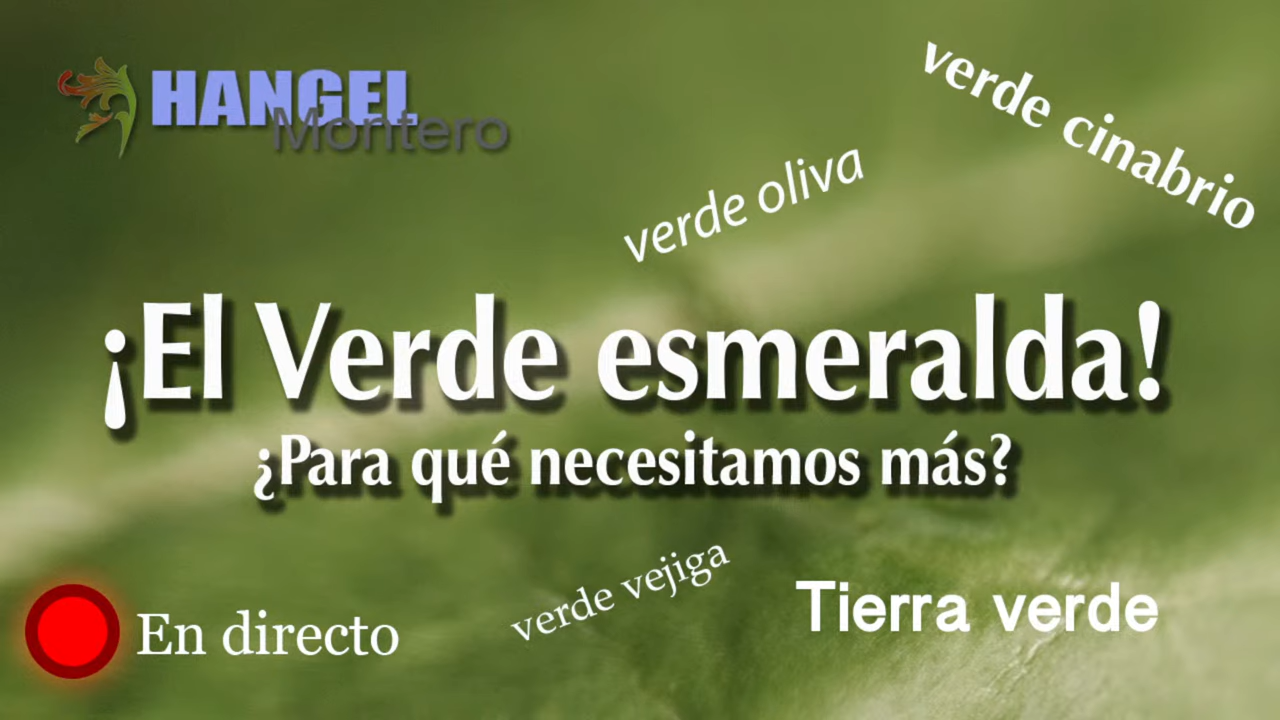 HANGEL
Montero
verde cinabrio
verde oliva
¡El Verde esmeralda!
¿Para qué necesitamos más?
verde vejiga
Tierra verde
En directo